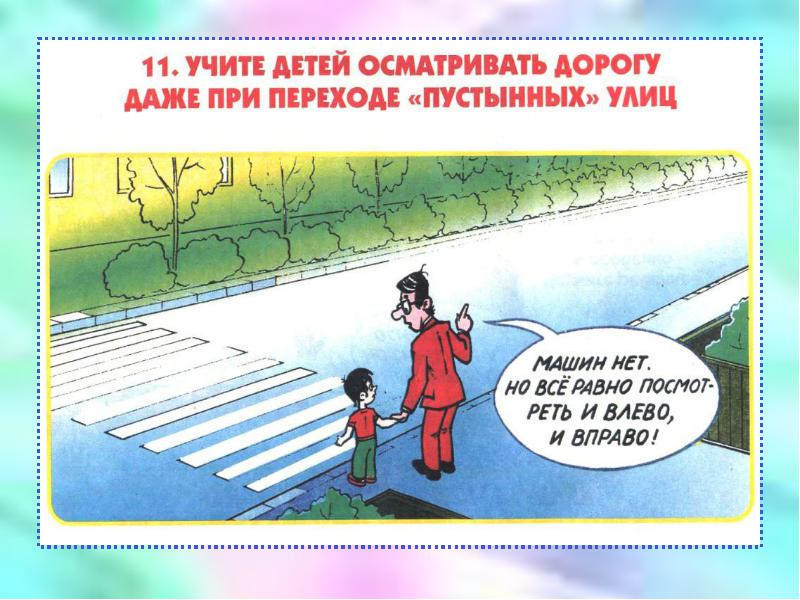 11. УЧИТЕ ДЕТЕЙ ОСМАТРИВАТЬ ДОРОГУ
ДАЖЕ ПРИ ПЕРЕХОДЕ «ПУСТЫННЫХ» УЛИЦ
МАШИН НЕТ.
НО ВСЁ РАВНО ПОСМОТ-
РЕТЬ И ВЛЕВО,
И ВПРАВО!